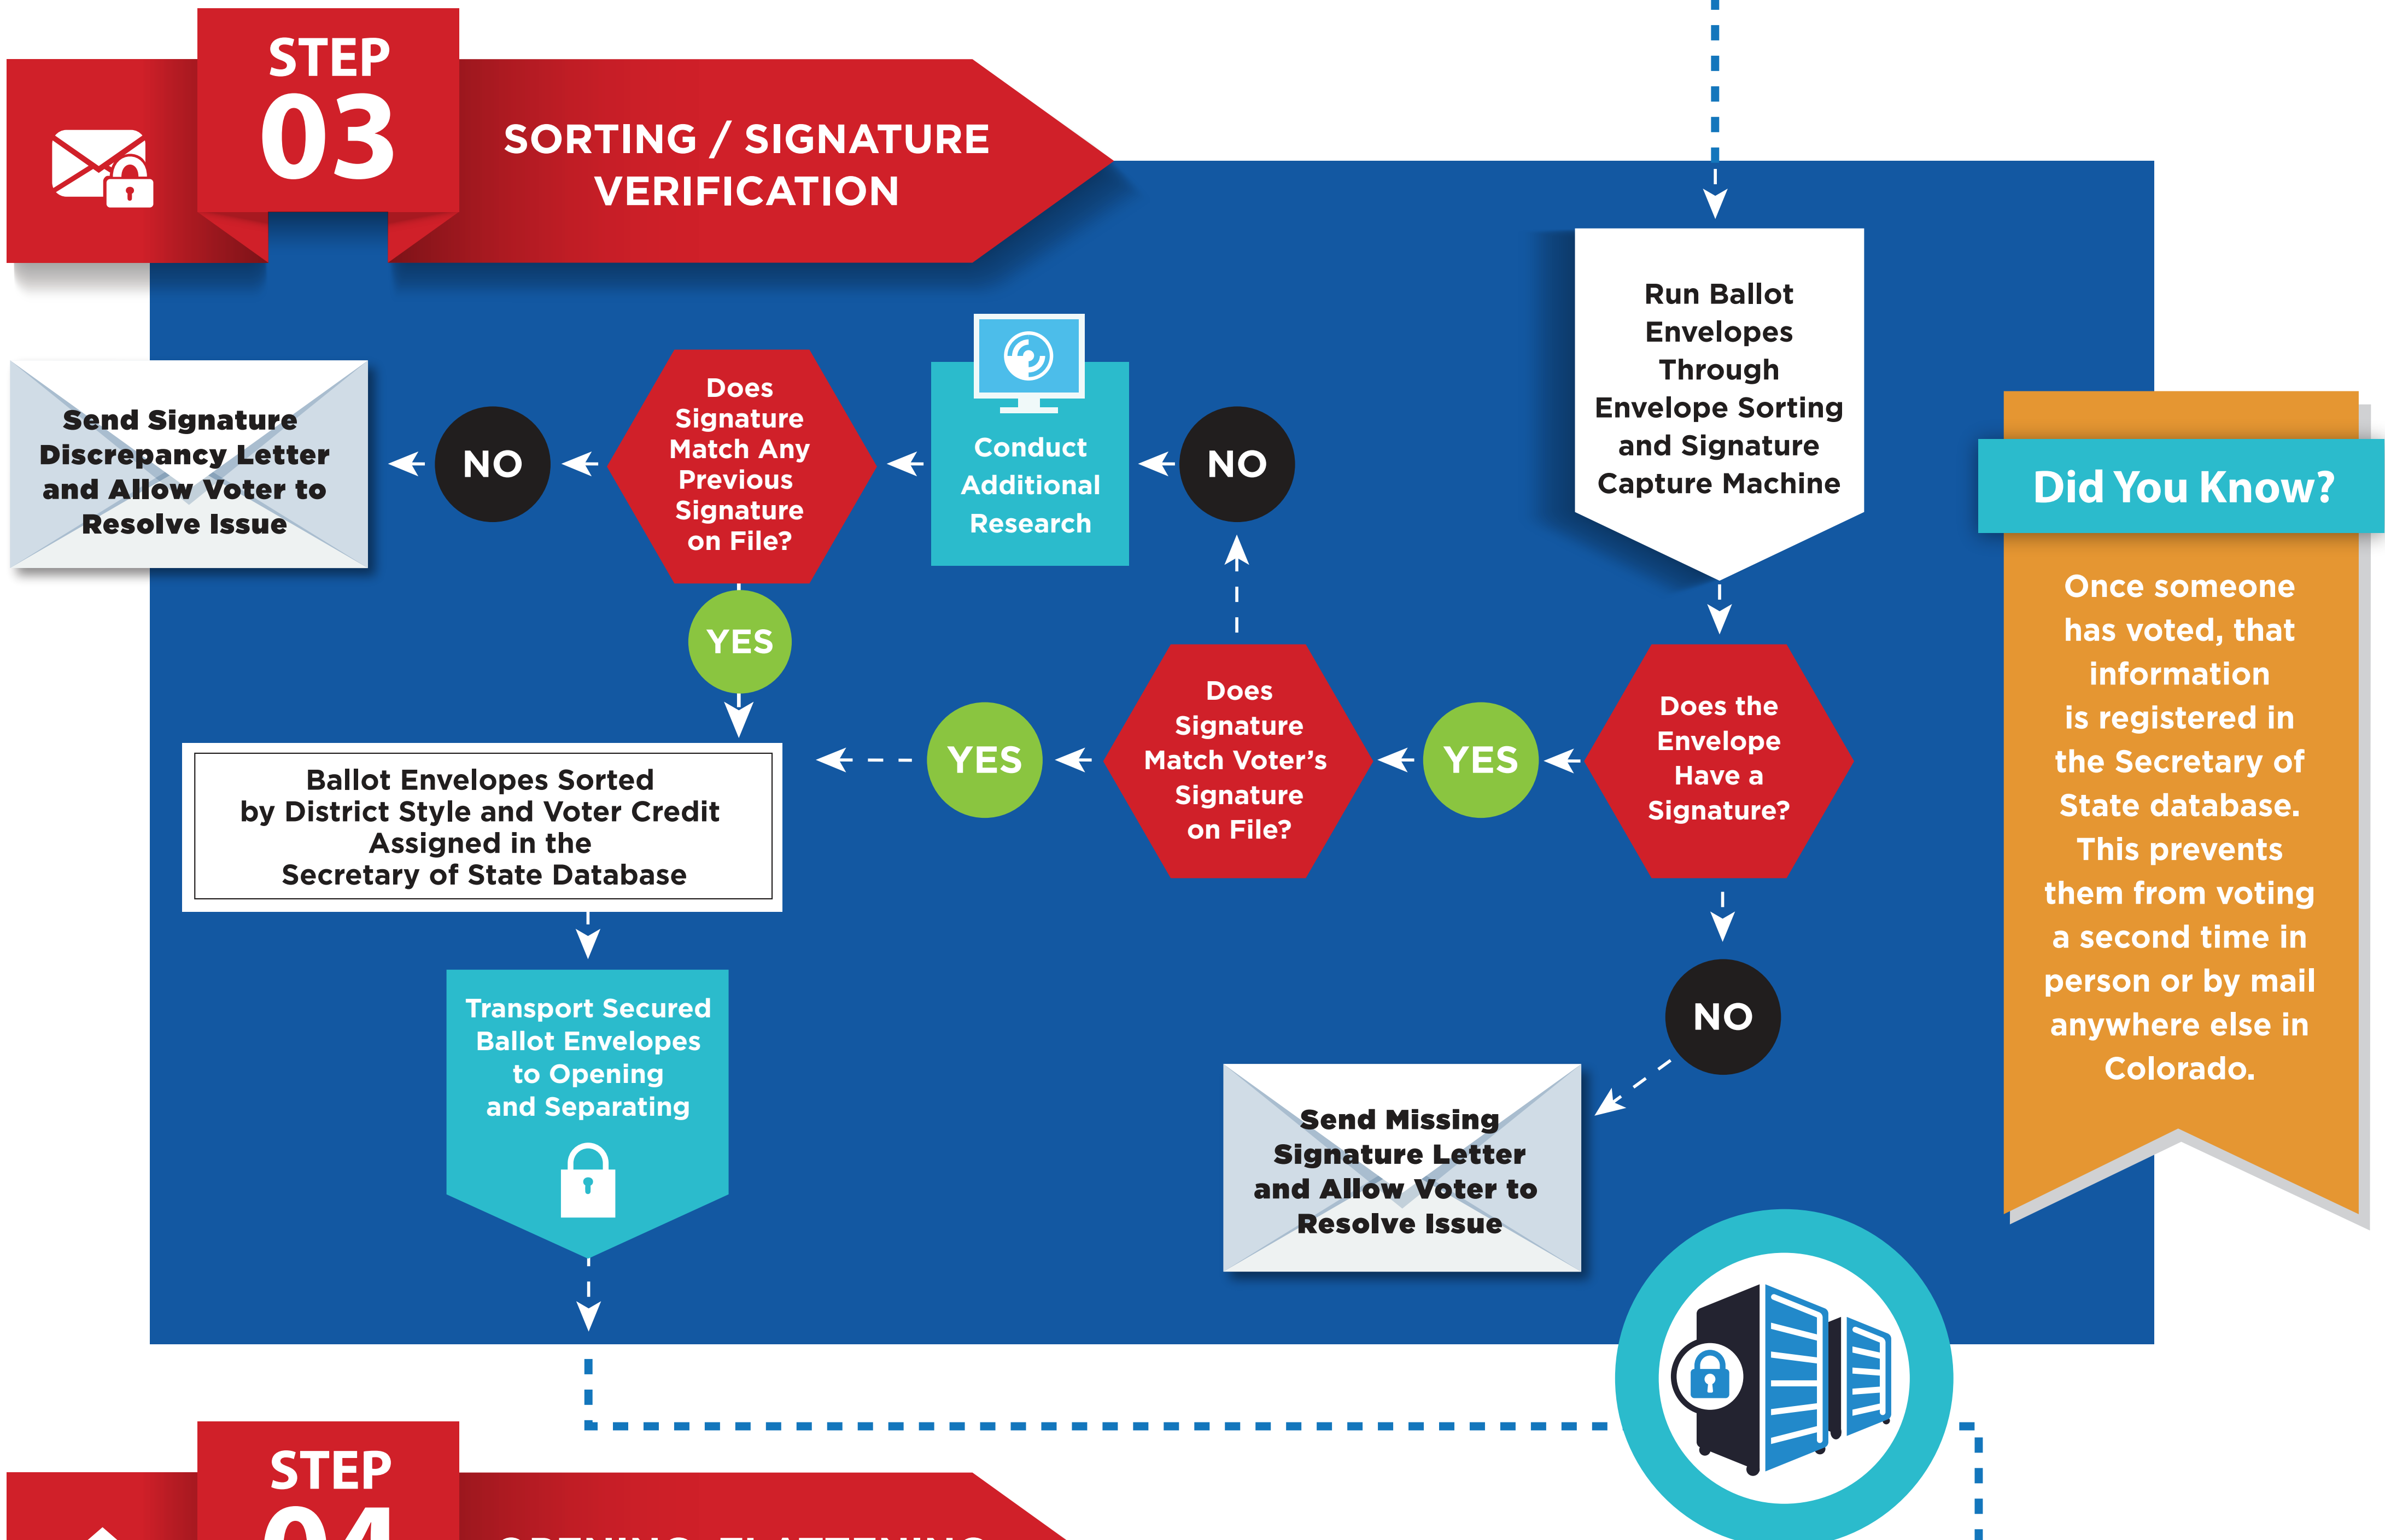 STEP
03
SORTING / SIGNATURE
VERIFICATION
Run Ballot
Envelopes
Through
Envelope Sorting
and Signature
Capture Machine
Does the
Envelope
Have a
Signature?
YES
NO
Send Missing
Signature Letter
and Allow Voter to
Resolve Issue
Does
Signature
Match Voter's
Signature
on File?
YES
NO
Conduct
Additional
Research
Does
Signature
Match Any
Previous
Signature
on File?
NO
Send Signature
Discrepancy Letter
and Allow Voter to
Resolve Issue
YES
Ballot Envelopes Sorted
by District Style and Voter Credit
Assigned in the
Secretary of State Database
Transport Secured
Ballot Envelopes
to Opening
and Separating
Did You Know?
Once someone
has voted, that
information
is registered in
the Secretary of
State database.
This prevents
them from voting
a second time in
person or by mail
anywhere else in
Colorado.
STEP
04
OPENING, FLATTENING